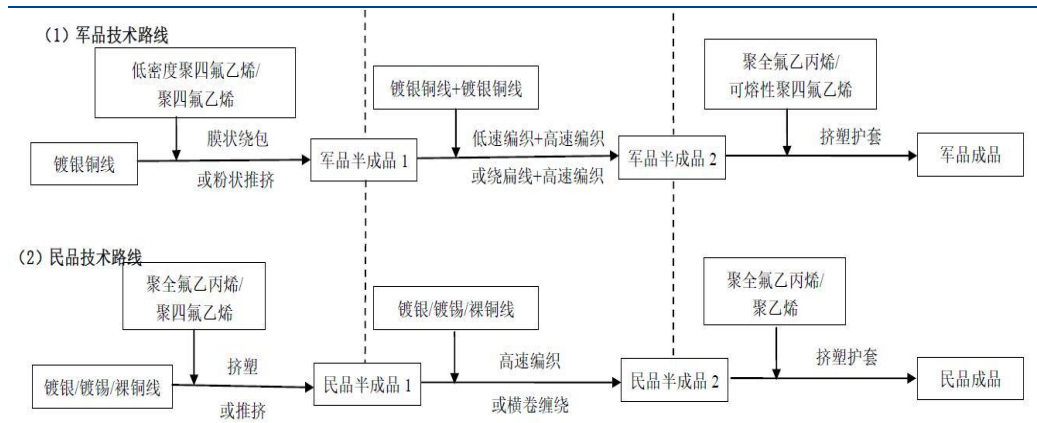 （1）军品技术路线
低密度聚四氟乙烯/
聚四氟乙烯
镀银铜线+镀银铜线
聚全氟乙丙烯/
可熔性聚四氟乙烯
镀银铜线
膜状绕包
或粉状推挤
军品半成品 1
低速编织+高速编织
或绕扁线+高速编织
军品半成品 2
挤塑护套
军品成品
（2）民品技术路线
聚全氟乙丙烯/
聚四氟乙烯
镀银/镀锡/裸铜线
聚全氟乙丙烯/
聚乙烯
镀银/镀锡/裸铜线
挤塑
或推挤
民品半成品 1
高速编织
或横卷缠绕
民品半成品 2
挤塑护套
民品成品